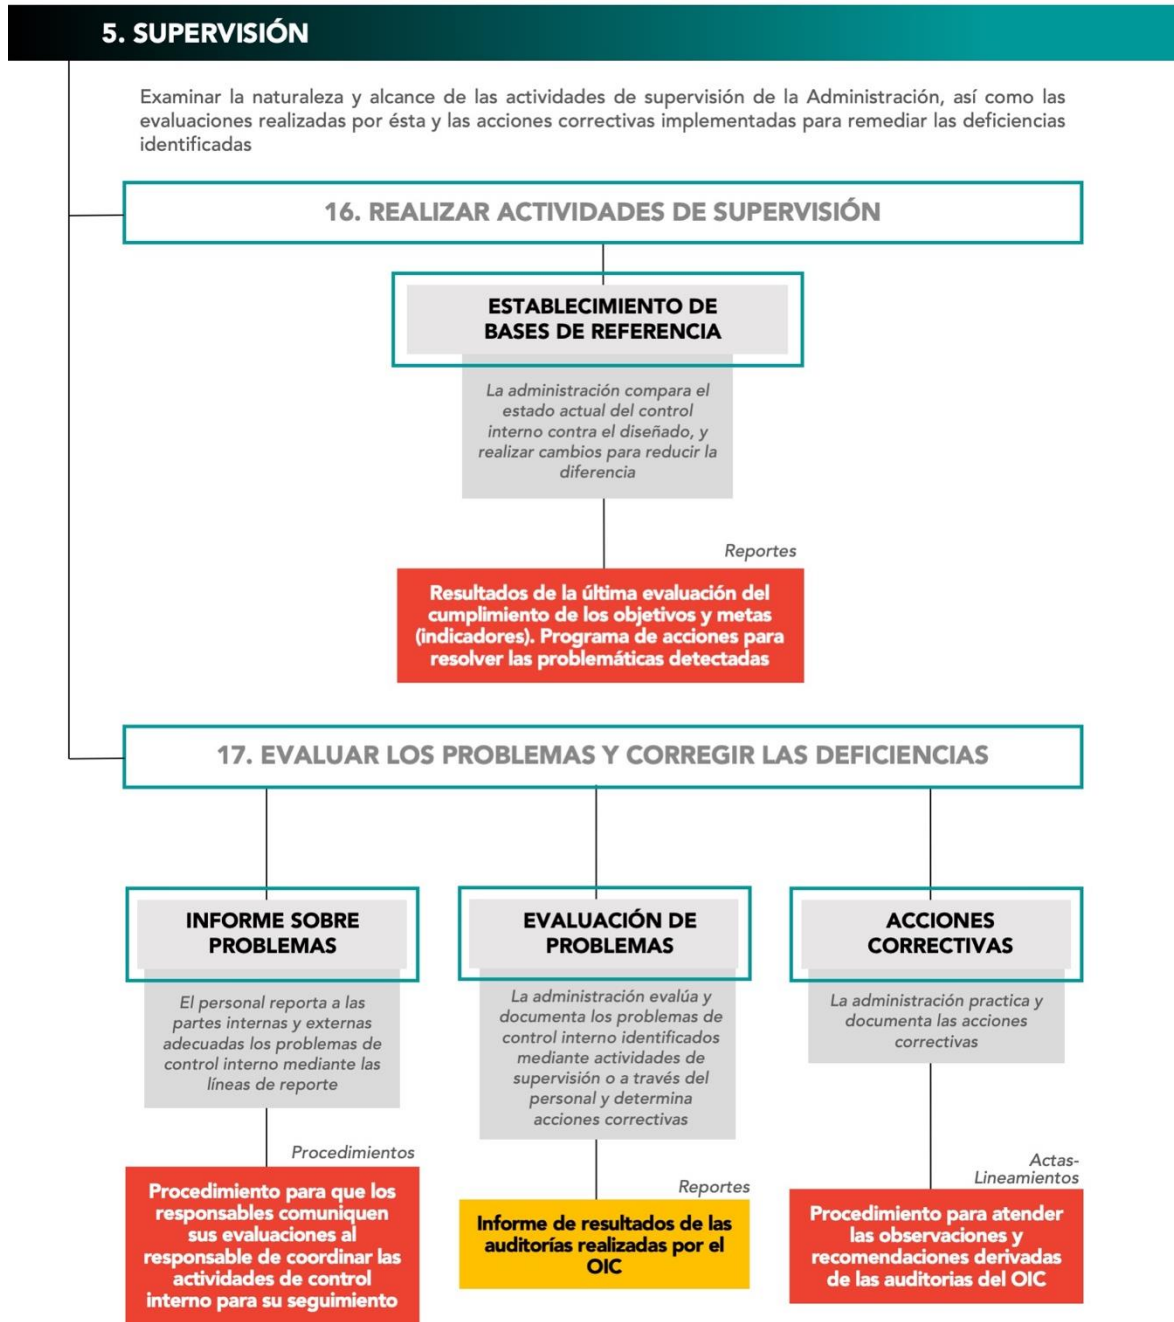 5. SUPERVISIÓN
Examinar la naturaleza y alcance de las actividades de supervisión de la Administración, así como las
evaluaciones realizadas por ésta y las acciones correctivas implementadas para remediar las deficiencias
identificadas
16. REALIZAR ACTIVIDADES DE SUPERVISIÓN
ESTABLECIMIENTO DE
BASES DE REFERENCIA
La administración compara el
estado actual del control
interno contra el diseñado, y
realizar cambios para reducir la
diferencia
Reportes
Resultados de la última evaluación del
cumplimiento de los objetivos y metas
(indicadores). Programa de acciones para
resolver las problemáticas detectadas
17. EVALUAR LOS PROBLEMAS Y CORREGIR LAS DEFICIENCIAS
INFORME SOBRE
PROBLEMAS
El personal reporta a las
partes internas y externas
adecuadas los problemas de
control interno mediante las
líneas de reporte
Procedimientos
Procedimiento para que los
responsables comuniquen
sus evaluaciones al
responsable de coordinar las
actividades de control
interno para su seguimiento
EVALUACIÓN DE
PROBLEMAS
La administración evalúa y
documenta los problemas de
control interno identificados
mediante actividades de
supervisión o a través del
personal y determina
acciones correctivas
Reportes
Informe de resultados de las
auditorías realizadas por el
OIC
ACCIONES
CORRECTIVAS
La administración practica y
documenta las acciones
correctivas
Actas-
Lineamientos
Procedimiento para atender
las observaciones y
recomendaciones derivadas
de las auditorias del OIC